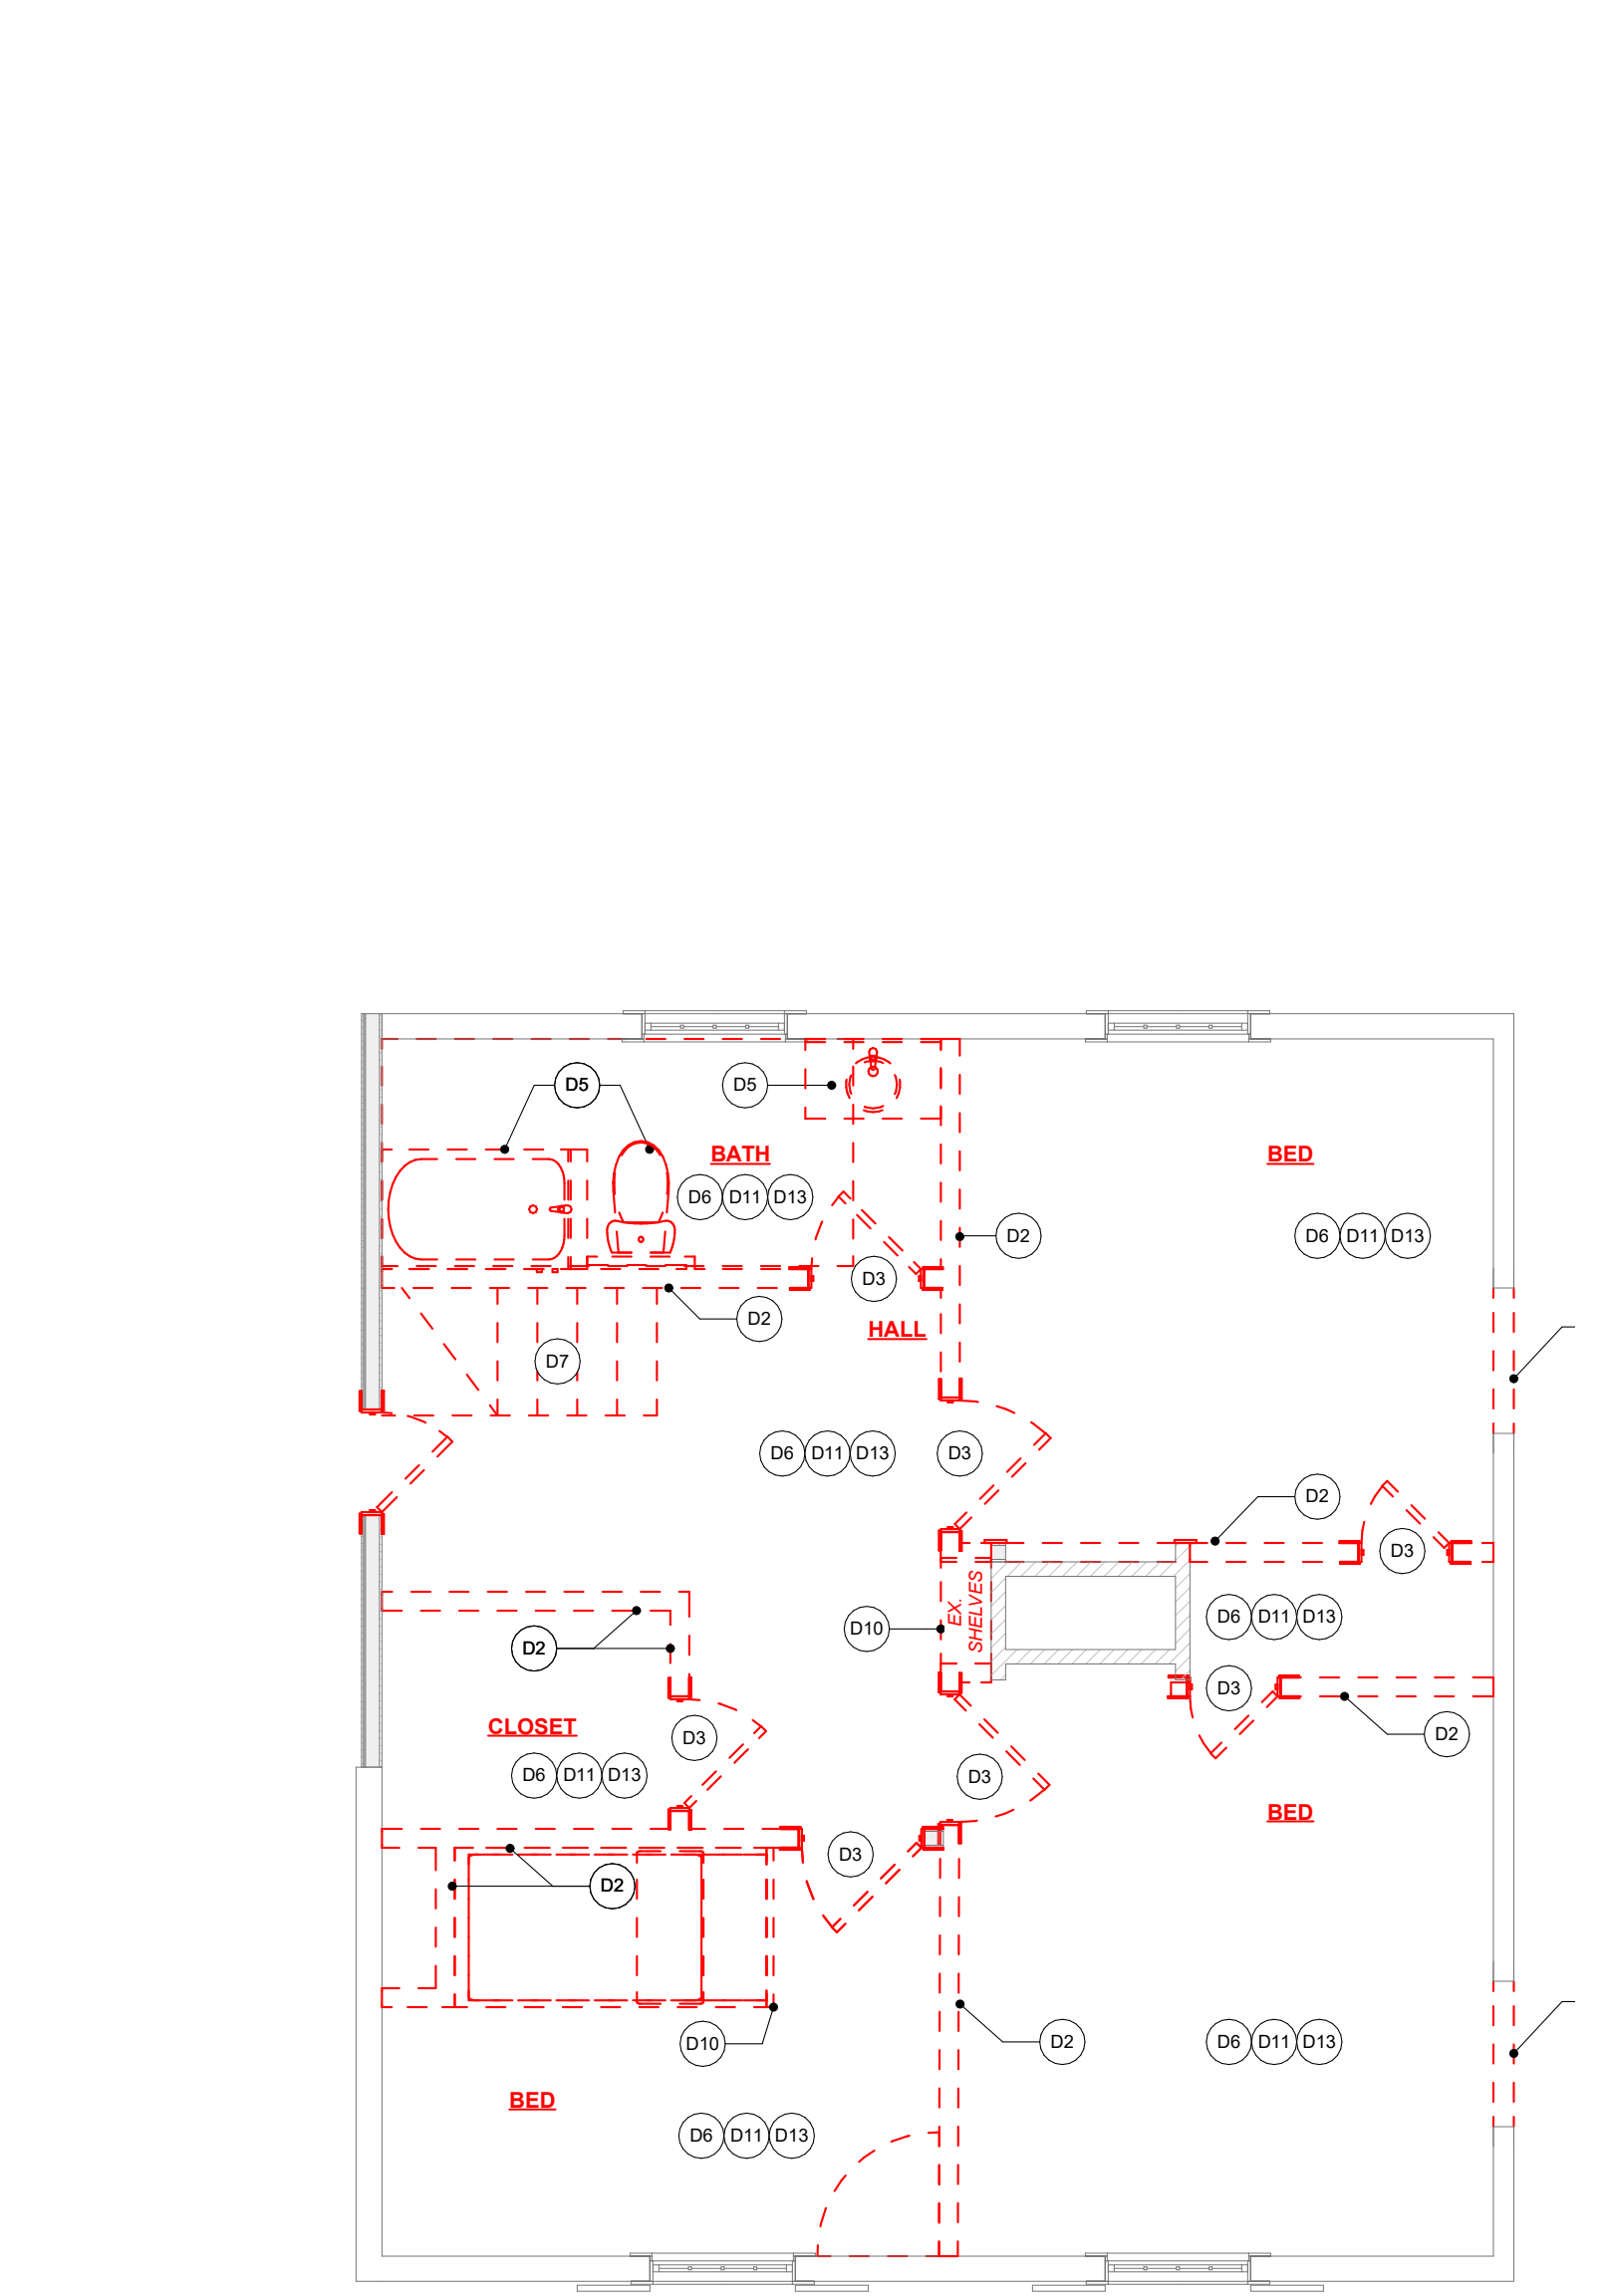 D5
D5
BATH
BED
D6 D11 D13
D2
D6 D11 D13
D3
D2
HALL
D7
D6 D11 D13
D3
D2
D3
EX.
SHELVES
D6 D11 D13
D10
D2
D3
CLOSET
D3
D2
D6 D11 D13
D3
BED
D3
D2
D10
D2
D6 D11 D13
BED
D6 D11 D13